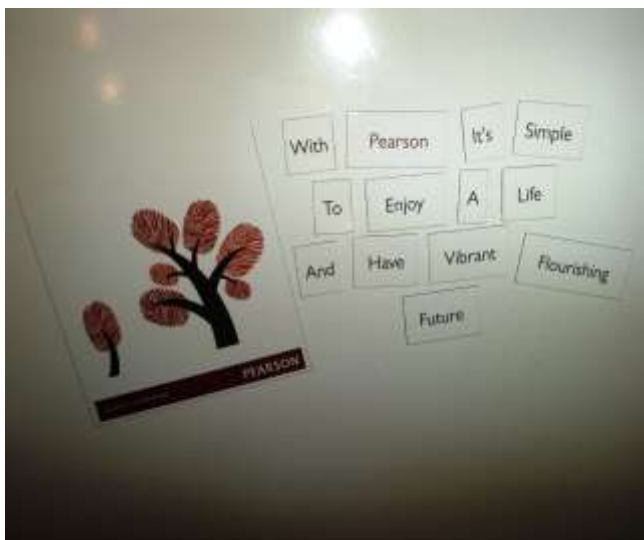 With Pearson It's Simple
To Enjoy A Life
And Have Vibrant Flourishing
Future
PEARSON